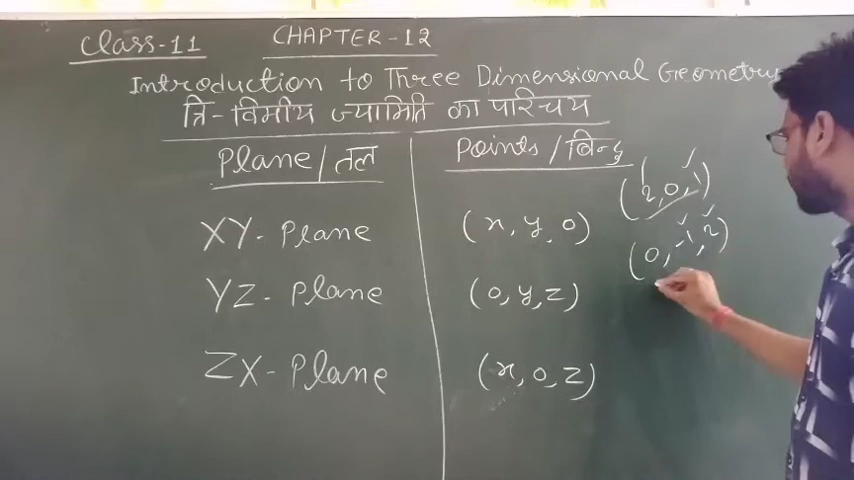 Class-11 CHAPTER-12
Introduction to Three Dimensional Geometry
त्रि-विमीय ज्यामिति का परिचय
Plane/तल Points/बिन्दु
(2,0,1)
XY-Plane (x, y, 0)
(0,-1,2)
YZ-Plane (0,y,z)
ZX-Plane (x,0,z)